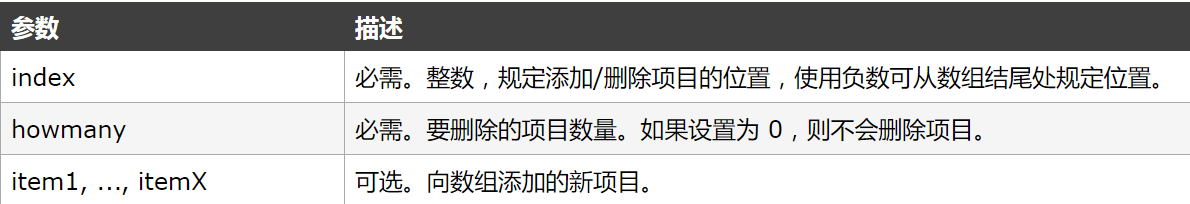 参数 描述
index 必需。整数，规定添加/删除项目的位置，使用负数可从数组结尾处规定位置。
howmany 必需。要删除的项目数量。如果设置为 0，则不会删除项目。
item1, ..., itemX 可选。向数组添加的新项目。